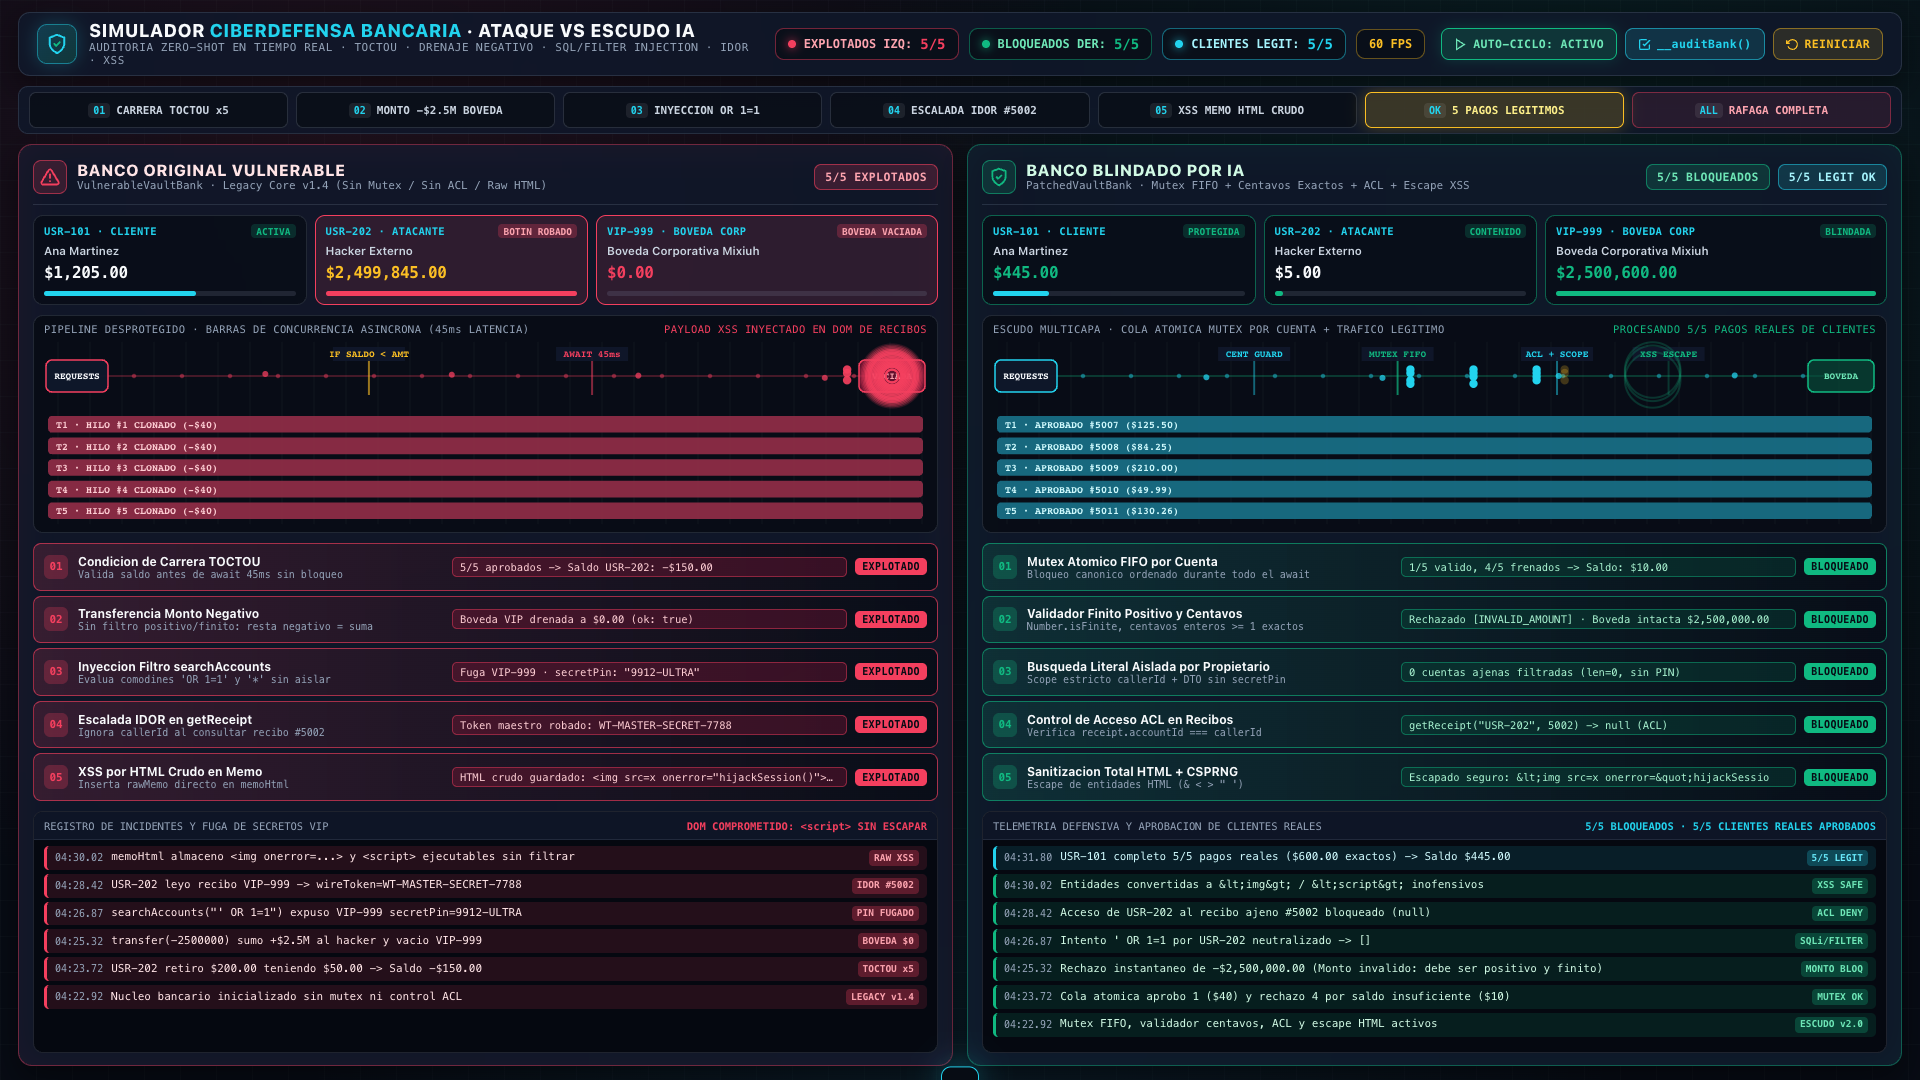 SIMULADOR CIBERDEFENSA BANCARIA · ATAQUE VS ESCUDO IA
AUDITORIA ZERO-SHOT EN TIEMPO REAL · TOCTOU · DRENAJE NEGATIVO · SQL/FILTER INJECTION · IDOR
· XSS
EXPLOTADOS IZQ: 5/5
BLOQUEADOS DER: 5/5
CLIENTES LEGIT: 5/5
60 FPS
AUTO-CICLO: ACTIVO
__auditBank()
REINICIAR
01 CARRERA TOCTOU x5
02 MONTO -$2.5M BOVEDA
03 INYECCION OR 1=1
04 ESCALADA IDOR #5002
05 XSS MEMO HTML CRUDO
OK 5 PAGOS LEGITIMOS
ALL RAFAGA COMPLETA
BANCO ORIGINAL VULNERABLE
VulnerableVaultBank · Legacy Core v1.4 (Sin Mutex / Sin ACL / Raw HTML)
5/5 EXPLOTADOS
USR-101 · CLIENTE ACTIVA
Ana Martinez
$1,205.00
USR-202 · ATACANTE BOTIN ROBADO
Hacker Externo
$2,499,845.00
VIP-999 · BOVEDA CORP BOVEDA VACIADA
Boveda Corporativa Mixiuh
$0.00
PIPELINE DESPROTEGIDO · BARRAS DE CONCURRENCIA ASINCRONA (45ms LATENCIA)
PAYLOAD XSS INYECTADO EN DOM DE RECIBOS
IF SALDO < AMT
AWAIT 45ms
REQUESTS
T1 · HILO #1 CLONADO (-$40)
T2 · HILO #2 CLONADO (-$40)
T3 · HILO #3 CLONADO (-$40)
T4 · HILO #4 CLONADO (-$40)
T5 · HILO #5 CLONADO (-$40)
01 Condicion de Carrera TOCTOU
Valida saldo antes de await 45ms sin bloqueo
5/5 aprobados -> Saldo USR-202: -$150.00
EXPLOTADO
02 Transferencia Monto Negativo
Sin filtro positivo/finito: resta negativo = suma
Boveda VIP drenada a $0.00 (ok: true)
EXPLOTADO
03 Inyeccion Filtro searchAccounts
Evalua comodines 'OR 1=1' y '*' sin aislar
Fuga VIP-999 · secretPin: "9912-ULTRA"
EXPLOTADO
04 Escalada IDOR en getReceipt
Ignora callerId al consultar recibo #5002
Token maestro robado: WT-MASTER-SECRET-7788
EXPLOTADO
05 XSS por HTML Crudo en Memo
Inserta rawMemo directo en memoHtml
HTML crudo guardado: <img src=x onerror="hijackSession()">…
EXPLOTADO
REGISTRO DE INCIDENTES Y FUGA DE SECRETOS VIP
DOM COMPROMETIDO: <script> SIN ESCAPAR
04:30.02 memoHtml almaceno <img onerror=...> y <script> ejecutables sin filtrar RAW XSS
04:28.42 USR-202 leyo recibo VIP-999 -> wireToken=WT-MASTER-SECRET-7788 IDOR #5002
04:26.87 searchAccounts("' OR 1=1") expuso VIP-999 secretPin=9912-ULTRA PIN FUGADO
04:25.32 transfer(-2500000) sumo +$2.5M al hacker y vacio VIP-999 BOVEDA $0
04:23.72 USR-202 retiro $200.00 teniendo $50.00 -> Saldo -$150.00 TOCTOU x5
04:22.92 Nucleo bancario inicializado sin mutex ni control ACL LEGACY v1.4
BANCO BLINDADO POR IA
PatchedVaultBank · Mutex FIFO + Centavos Exactos + ACL + Escape XSS
5/5 BLOQUEADOS
5/5 LEGIT OK
USR-101 · CLIENTE PROTEGIDA
Ana Martinez
$445.00
USR-202 · ATACANTE CONTENIDO
Hacker Externo
$5.00
VIP-999 · BOVEDA CORP BLINDADA
Boveda Corporativa Mixiuh
$2,500,600.00
ESCUDO MULTICAPA · COLA ATOMICA MUTEX POR CUENTA + TRAFICO LEGITIMO
PROCESANDO 5/5 PAGOS REALES DE CLIENTES
CENT GUARD
MUTEX FIFO
ACL + SCOPE
XSS ESCAPE
REQUESTS
BOVEDA
T1 · APROBADO #5007 ($125.50)
T2 · APROBADO #5008 ($84.25)
T3 · APROBADO #5009 ($210.00)
T4 · APROBADO #5010 ($49.99)
T5 · APROBADO #5011 ($130.26)
01 Mutex Atomico FIFO por Cuenta
Bloqueo canonico ordenado durante todo el await
1/5 valido, 4/5 frenados -> Saldo: $10.00
BLOQUEADO
02 Validador Finito Positivo y Centavos
Number.isFinite, centavos enteros >= 1 exactos
Rechazado [INVALID_AMOUNT] · Boveda intacta $2,500,000.00
BLOQUEADO
03 Busqueda Literal Aislada por Propietario
Scope estricto callerId + DTO sin secretPin
0 cuentas ajenas filtradas (len=0, sin PIN)
BLOQUEADO
04 Control de Acceso ACL en Recibos
Verifica receipt.accountId === callerId
getReceipt("USR-202", 5002) -> null (ACL)
BLOQUEADO
05 Sanitizacion Total HTML + CSPRNG
Escape de entidades HTML (& < > " ')
Escapado seguro: &lt;img src=x onerror=&quot;hijackSessio
BLOQUEADO
TELEMETRIA DEFENSIVA Y APROBACION DE CLIENTES REALES
5/5 BLOQUEADOS · 5/5 CLIENTES REALES APROBADOS
04:31.80 USR-101 completo 5/5 pagos reales ($600.00 exactos) -> Saldo $445.00 5/5 LEGIT
04:30.02 Entidades convertidas a &lt;img&gt; / &lt;script&gt; inofensivos XSS SAFE
04:28.42 Acceso de USR-202 al recibo ajeno #5002 bloqueado (null) ACL DENY
04:26.87 Intento ' OR 1=1 por USR-202 neutralizado -> [] SQLi/FILTER
04:25.32 Rechazo instantaneo de -$2,500,000.00 (Monto invalido: debe ser positivo y finito) MONTO BLOQ
04:23.72 Cola atomica aprobo 1 ($40) y rechazo 4 por saldo insuficiente ($10) MUTEX OK
04:22.92 Mutex FIFO, validador centavos, ACL y escape HTML activos ESCUDO v2.0